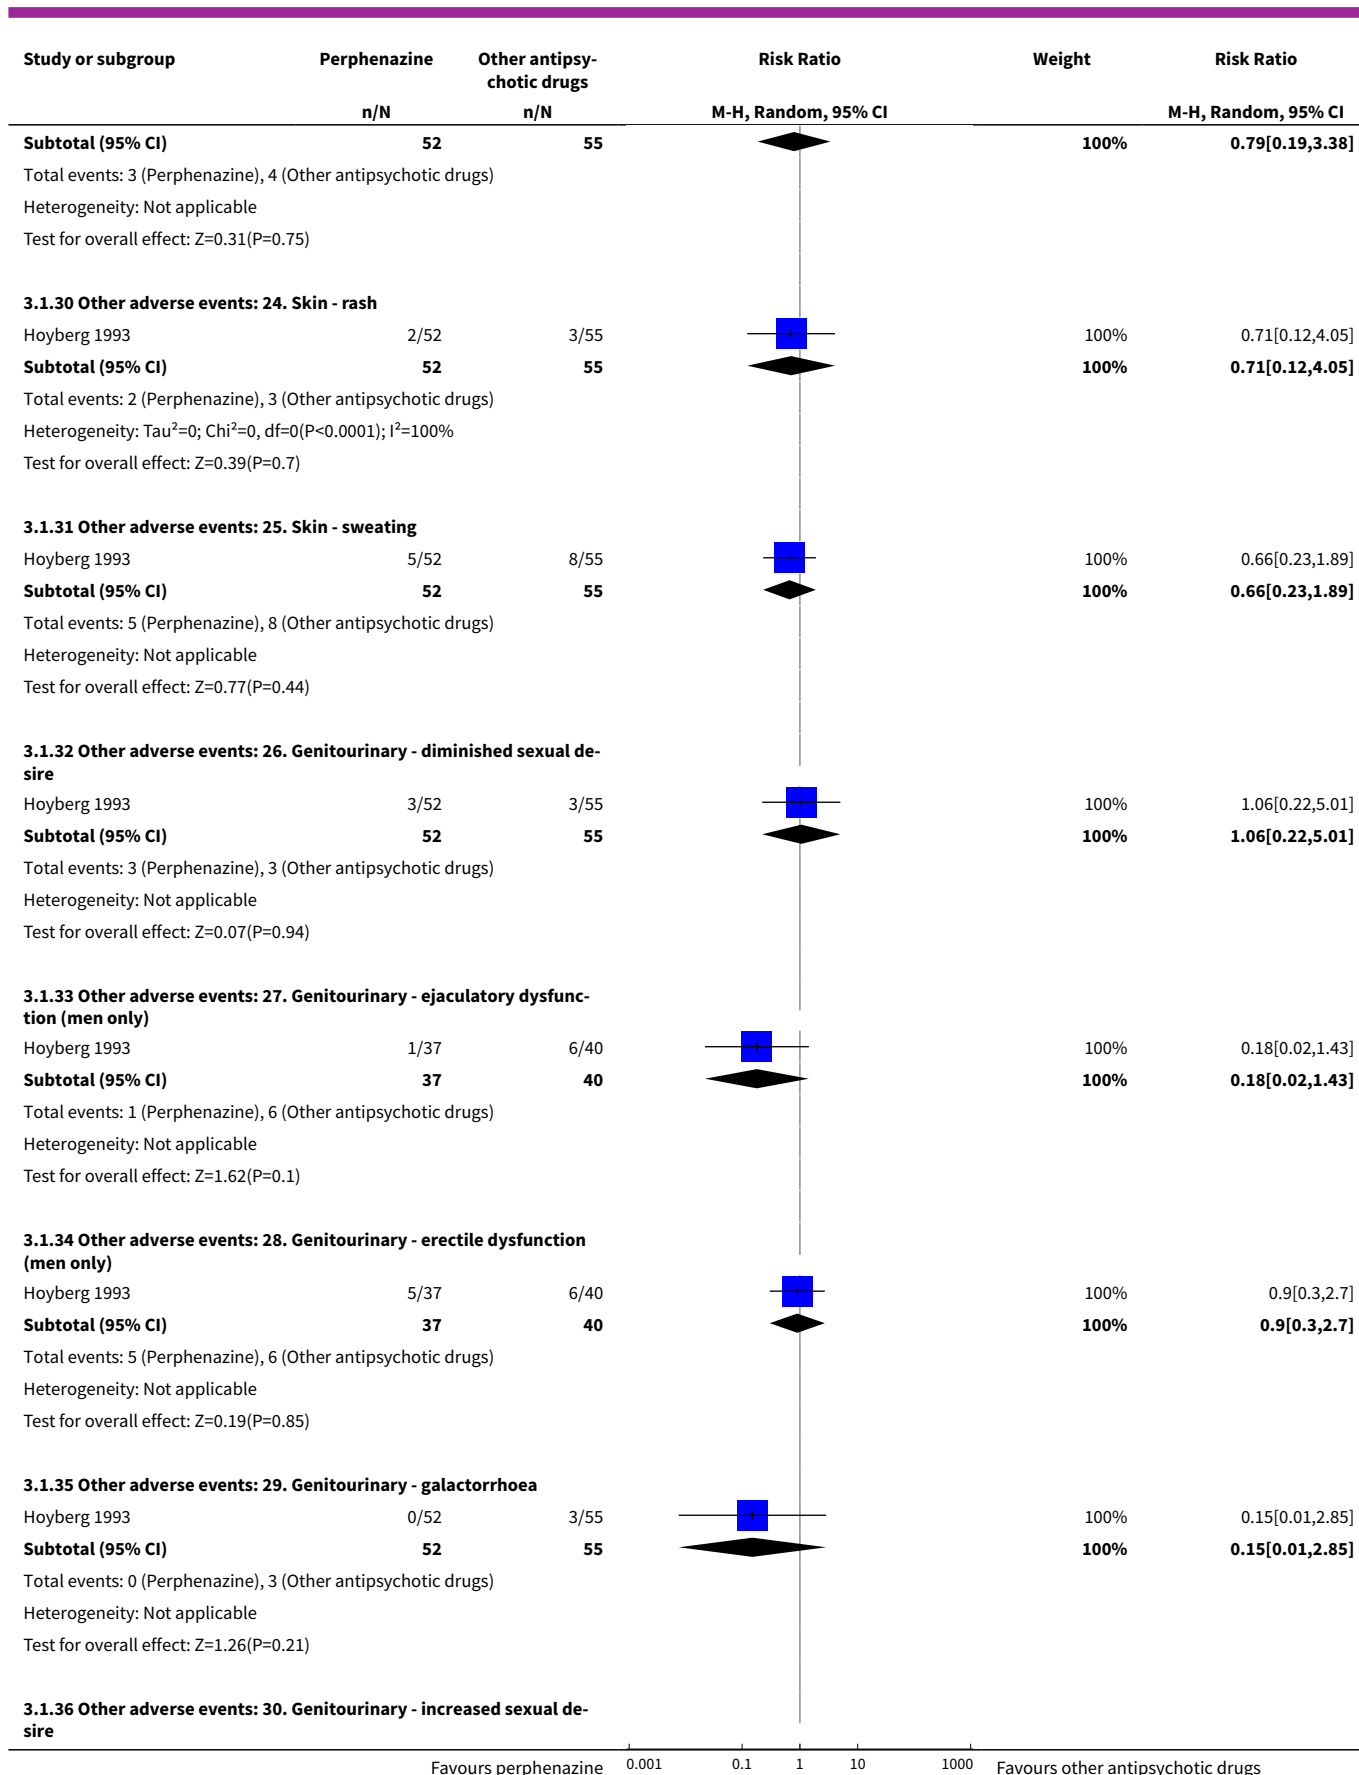 Study or subgroup Perphenazine Other antipsy- Risk Ratio Weight Risk Ratio
chotic drugs
n/N n/N M-H, Random, 95% CI M-H, Random, 95% CI
Subtotal (95% CI) 52 55 100% 0.79[0.19,3.38]
Total events: 3 (Perphenazine), 4 (Other antipsychotic drugs)
Heterogeneity: Not applicable
Test for overall effect: Z=0.31(P=0.75)
3.1.30 Other adverse events: 24. Skin - rash
Hoyberg 1993 2/52 3/55 100% 0.71[0.12,4.05]
Subtotal (95% CI) 52 55 100% 0.71[0.12,4.05]
Total events: 2 (Perphenazine), 3 (Other antipsychotic drugs)
Heterogeneity: Tau²=0; Chi²=0, df=0(P<0.0001); I²=100%
Test for overall effect: Z=0.39(P=0.7)
3.1.31 Other adverse events: 25. Skin - sweating
Hoyberg 1993 5/52 8/55 100% 0.66[0.23,1.89]
Subtotal (95% CI) 52 55 100% 0.66[0.23,1.89]
Total events: 5 (Perphenazine), 8 (Other antipsychotic drugs)
Heterogeneity: Not applicable
Test for overall effect: Z=0.77(P=0.44)
3.1.32 Other adverse events: 26. Genitourinary - diminished sexual de-
sire
Hoyberg 1993 3/52 3/55 100% 1.06[0.22,5.01]
Subtotal (95% CI) 52 55 100% 1.06[0.22,5.01]
Total events: 3 (Perphenazine), 3 (Other antipsychotic drugs)
Heterogeneity: Not applicable
Test for overall effect: Z=0.07(P=0.94)
3.1.33 Other adverse events: 27. Genitourinary - ejaculatory dysfunc-
tion (men only)
Hoyberg 1993 1/37 6/40 100% 0.18[0.02,1.43]
Subtotal (95% CI) 37 40 100% 0.18[0.02,1.43]
Total events: 1 (Perphenazine), 6 (Other antipsychotic drugs)
Heterogeneity: Not applicable
Test for overall effect: Z=1.62(P=0.1)
3.1.34 Other adverse events: 28. Genitourinary - erectile dysfunction
(men only)
Hoyberg 1993 5/37 6/40 100% 0.9[0.3,2.7]
Subtotal (95% CI) 37 40 100% 0.9[0.3,2.7]
Total events: 5 (Perphenazine), 6 (Other antipsychotic drugs)
Heterogeneity: Not applicable
Test for overall effect: Z=0.19(P=0.85)
3.1.35 Other adverse events: 29. Genitourinary - galactorrhoea
Hoyberg 1993 0/52 3/55 100% 0.15[0.01,2.85]
Subtotal (95% CI) 52 55 100% 0.15[0.01,2.85]
Total events: 0 (Perphenazine), 3 (Other antipsychotic drugs)
Heterogeneity: Not applicable
Test for overall effect: Z=1.26(P=0.21)
3.1.36 Other adverse events: 30. Genitourinary - increased sexual de-
sire
Favours perphenazine 0.001 0.1 1 10 1000 Favours other antipsychotic drugs